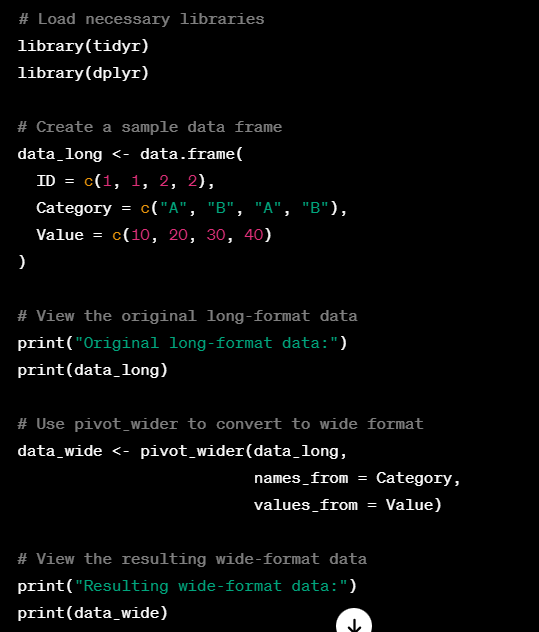 # Load necessary libraries
library(tidyr)
library(dplyr)

# Create a sample data frame
data_long <- data.frame(
  ID = c(1, 1, 2, 2),
  Category = c("A", "B", "A", "B"),
  Value = c(10, 20, 30, 40)
)

# View the original long-format data
print("Original long-format data:")
print(data_long)

# Use pivot_wider to convert to wide format
data_wide <- pivot_wider(data_long,
                         names_from = Category,
                         values_from = Value)

# View the resulting wide-format data
print("Resulting wide-format data:")
print(data_wide)